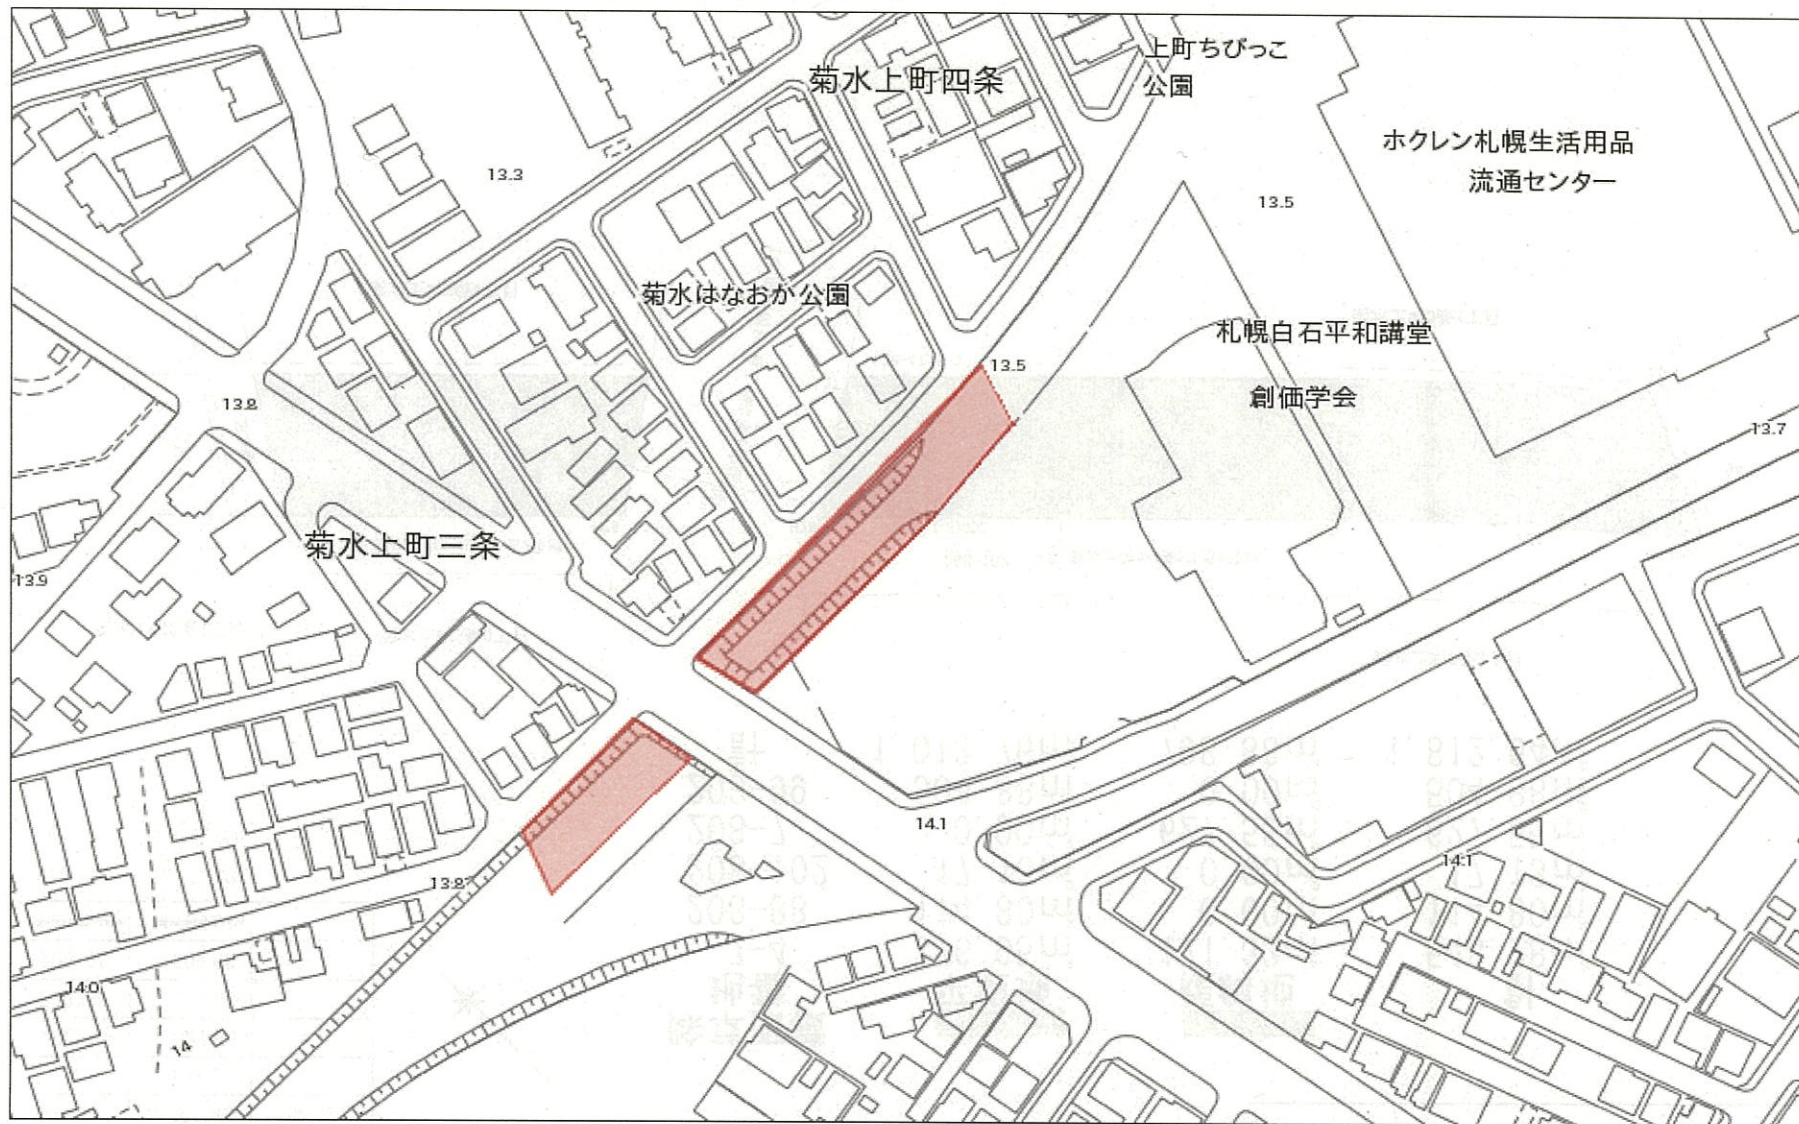 上町ちびっこ
公園
菊水上町四条
ホクレン札幌生活用品
流通センター
13.3
13.5
菊水はなおか公園
札幌白石平和講堂
13.5
創価学会
13.8
13.7
菊水上町三条
13.9
14.1
14.1
13.8
14.0
14